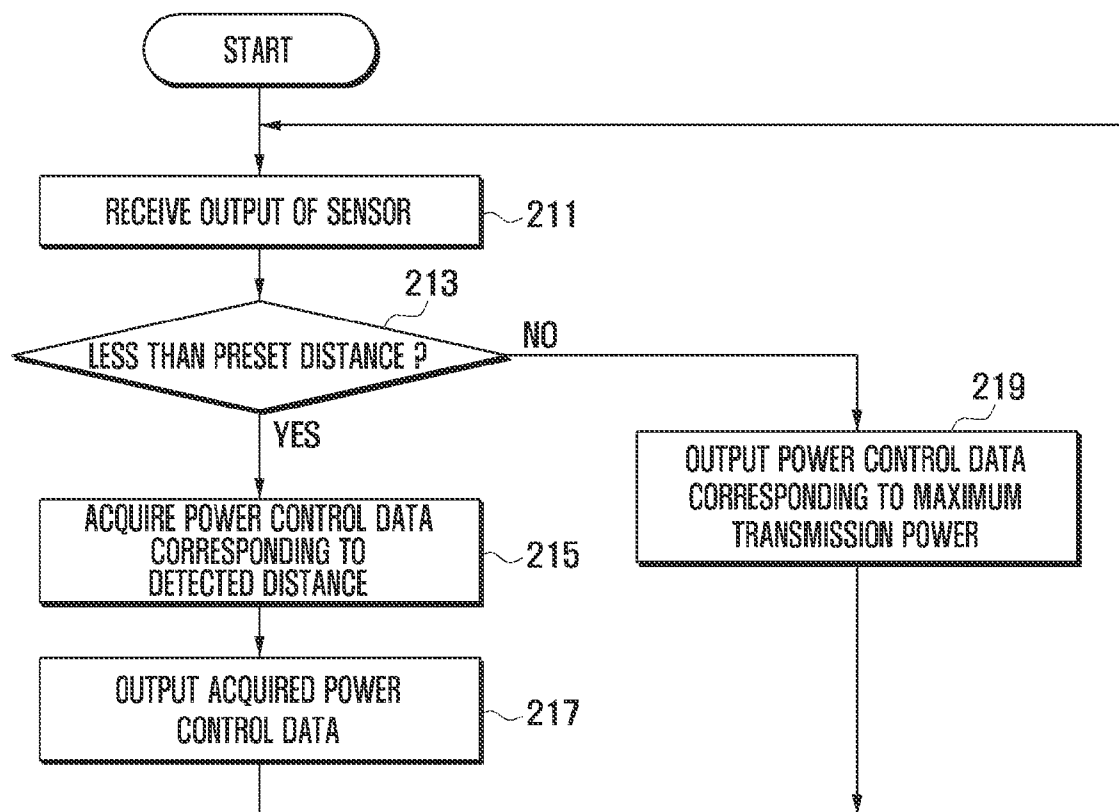 START
RECEIVE OUTPUT OF SENSOR
211
213
LESS THAN PRESET DISTANCE ?
NO
YES
219
OUTPUT POWER CONTROL DATA
CORRESPONDING TO MAXIMUM
TRANSMISSION POWER
ACQUIRE POWER CONTROL DATA
CORRESPONDING TO
DETECTED DISTANCE
215
OUTPUT ACQUIRED POWER
CONTROL DATA
217